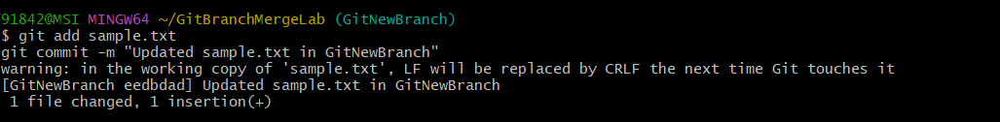 91842@MSI MINGW64 ~/GitBranchMergeLab (GitNewBranch)
$ git add sample.txt
git commit -m "Updated sample.txt in GitNewBranch"
warning: in the working copy of 'sample.txt', LF will be replaced by CRLF the next time Git touches it
[GitNewBranch eedbdad] Updated sample.txt in GitNewBranch
 1 file changed, 1 insertion(+)